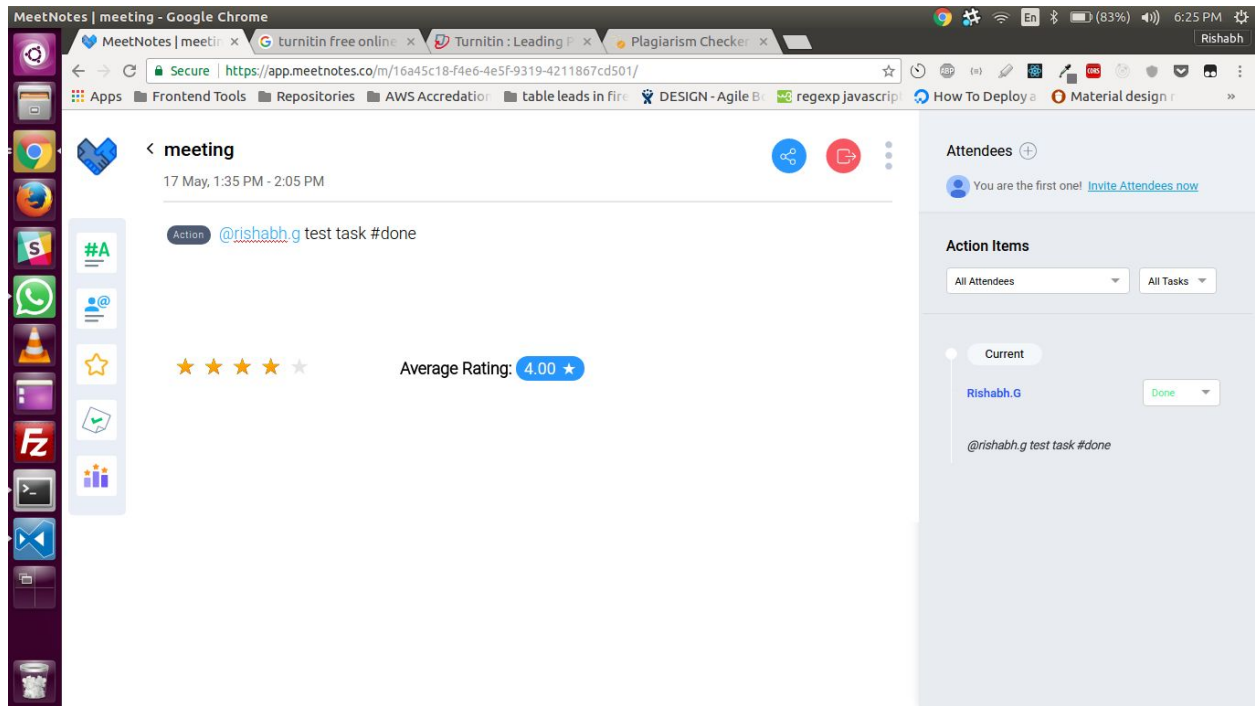 MeetNotes | meeting - Google Chrome
En
(83%)
6:25 PM
MeetNotes | meetin
turnitin free online
Turnitin : Leading P
Plagiarism Checker
Rishabh
Secure
https://app.meetnotes.co/m/16a45c18-f4e6-4e5f-9319-4211867cd501/
ABP
CORS
Apps
Frontend Tools
Repositories
AWS Accredation
table leads in fire
DESIGN - Agile B
regexp javascript
How To Deploy a
Material design r
»
meeting
17 May, 1:35 PM - 2:05 PM
#A
Action @rishabh.g test task #done
Average Rating: 4.00 ★
Attendees
You are the first one! Invite Attendees now
Action Items
All Attendees
All Tasks
Current
Rishabh.G
Done
@rishabh.g test task #done
S
Fz
>_